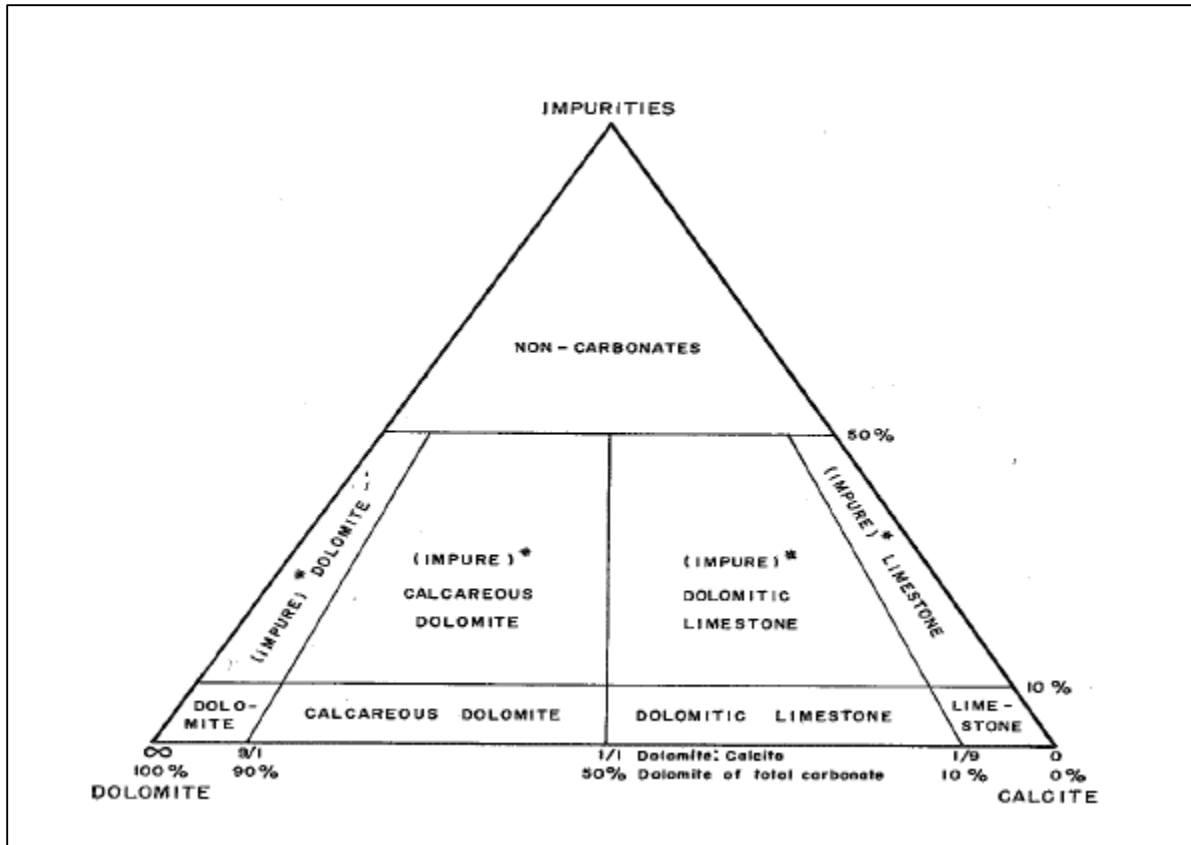 IMPURITIES
NON-CARBONATES
50%
(IMPURE)* DOLOMITE
(IMPURE)*
CALCAREOUS
DOLOMITE
(IMPURE)*
DOLOMITIC
LIMESTONE
(IMPURE)* LIMESTONE
10%
DOLO-
MITE
CALCAREOUS DOLOMITE
DOLOMITIC LIMESTONE
LIME-
STONE
∞ 9/1 1/1 Dolomite: Calcite 1/9 0
100% 90% 50% Dolomite of total carbonate 10% 0%
DOLOMITE CALCITE